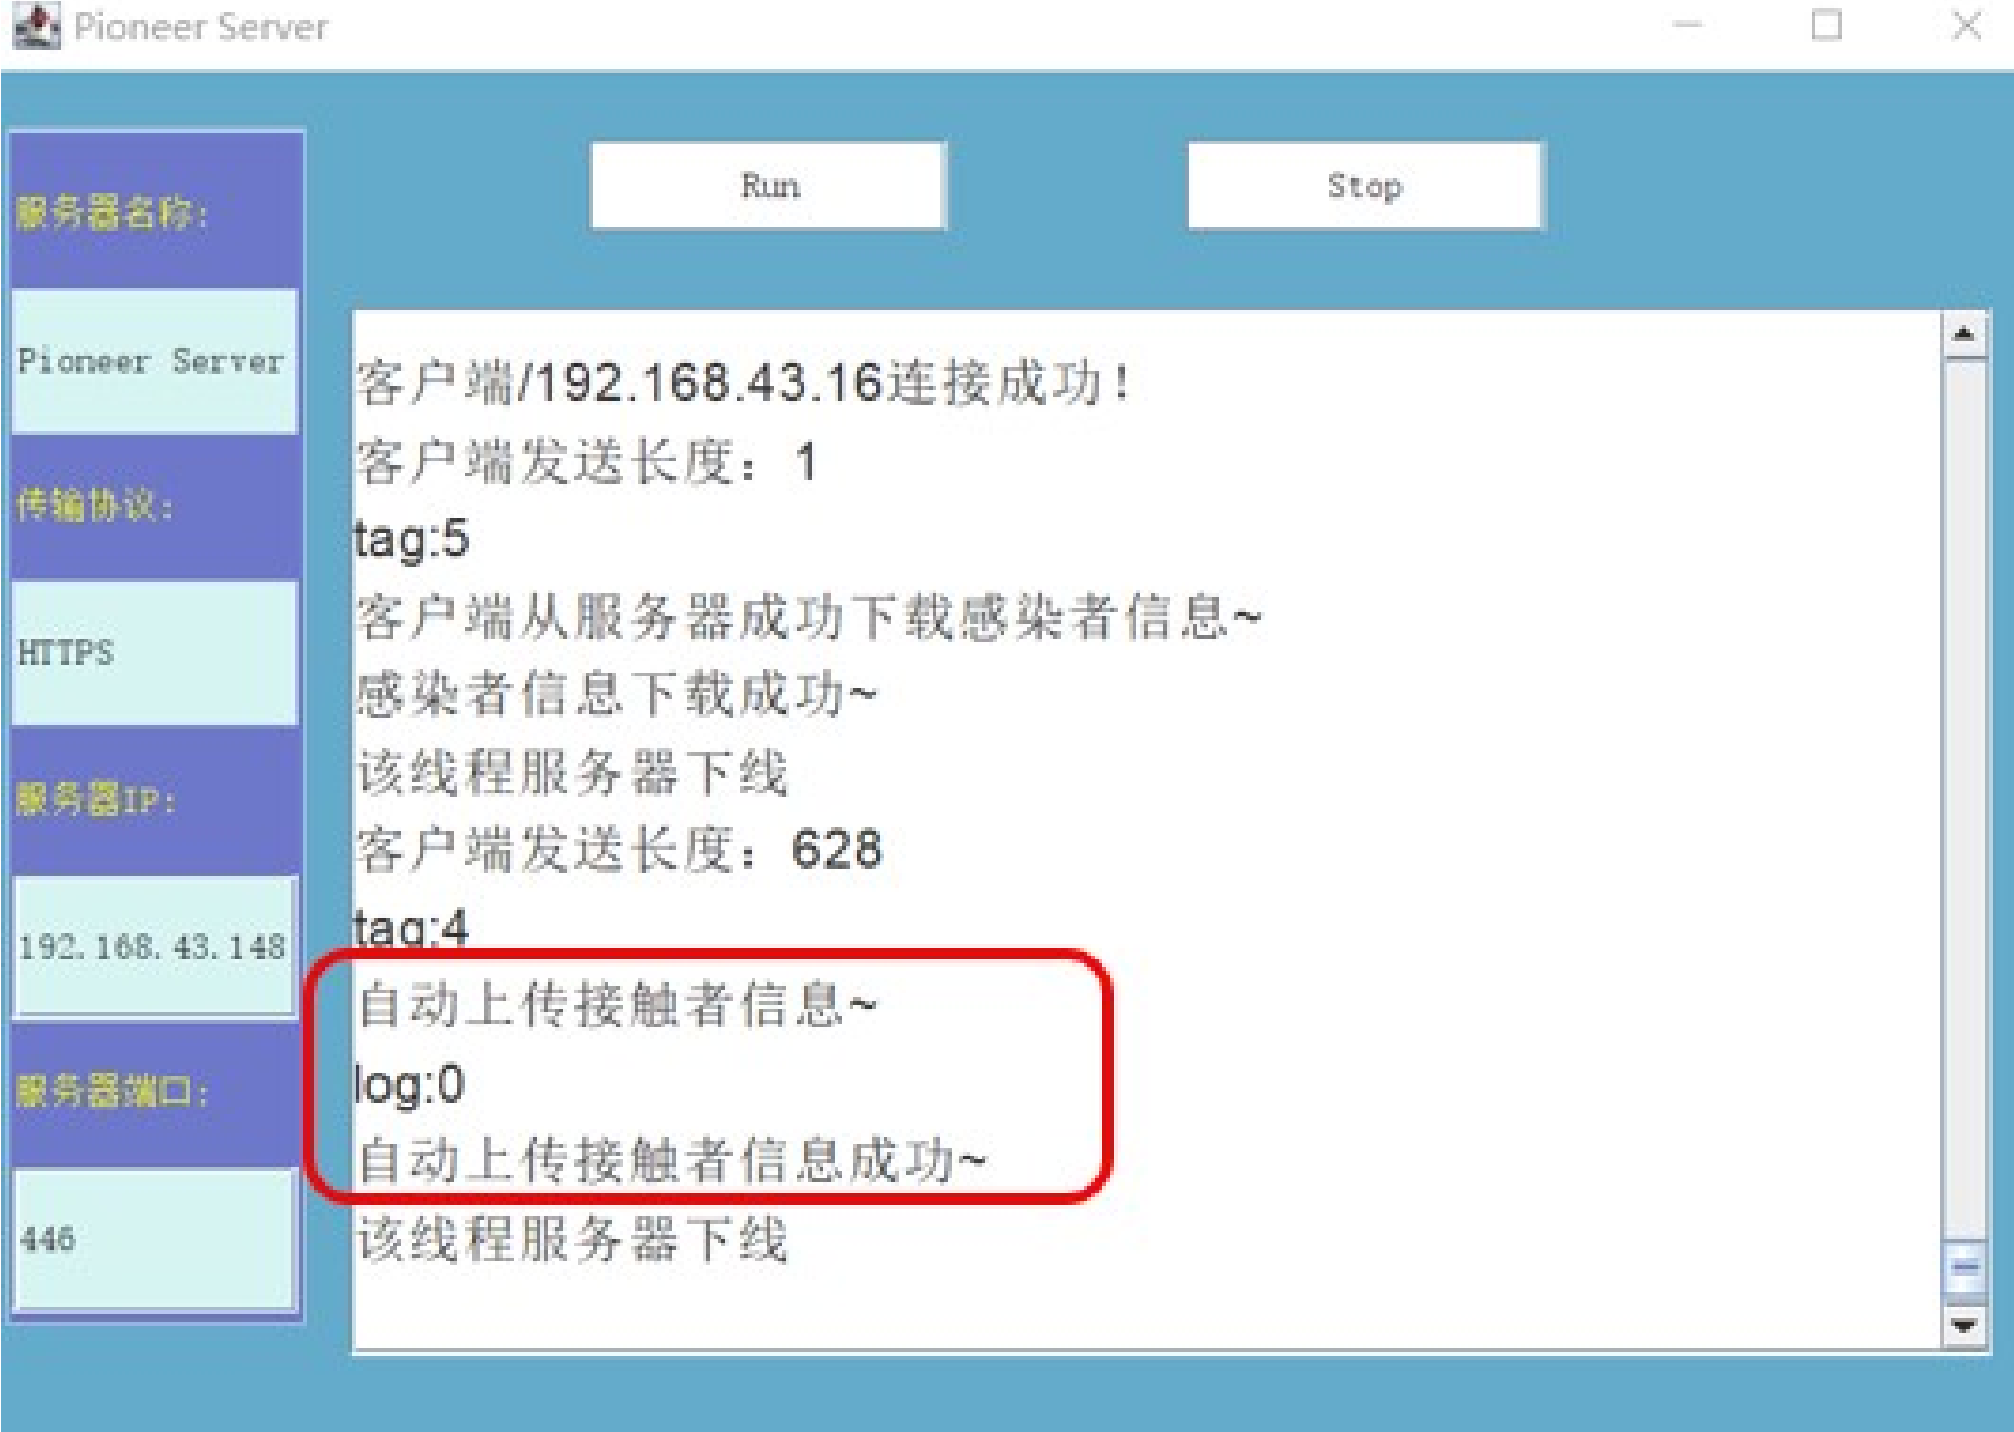 Pioneer Server
Run
Stop
服务器名称:
Pioneer Server
传输协议:
HTTPS
服务器IP:
192.168.43.148
服务器端口:
446
客户端/192.168.43.16连接成功!
客户端发送长度：1
tag:5
客户端从服务器成功下载感染者信息~
感染者信息下载成功~
该线程服务器下线
客户端发送长度：628
tag:4
自动上传接触者信息~
log:0
自动上传接触者信息成功~
该线程服务器下线